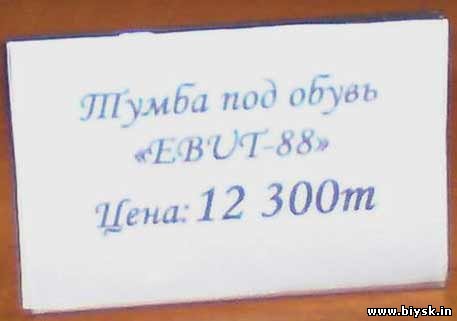 Тумба под обувь
«EBUT-88»
Цена: 12 300т
www.biysk.in